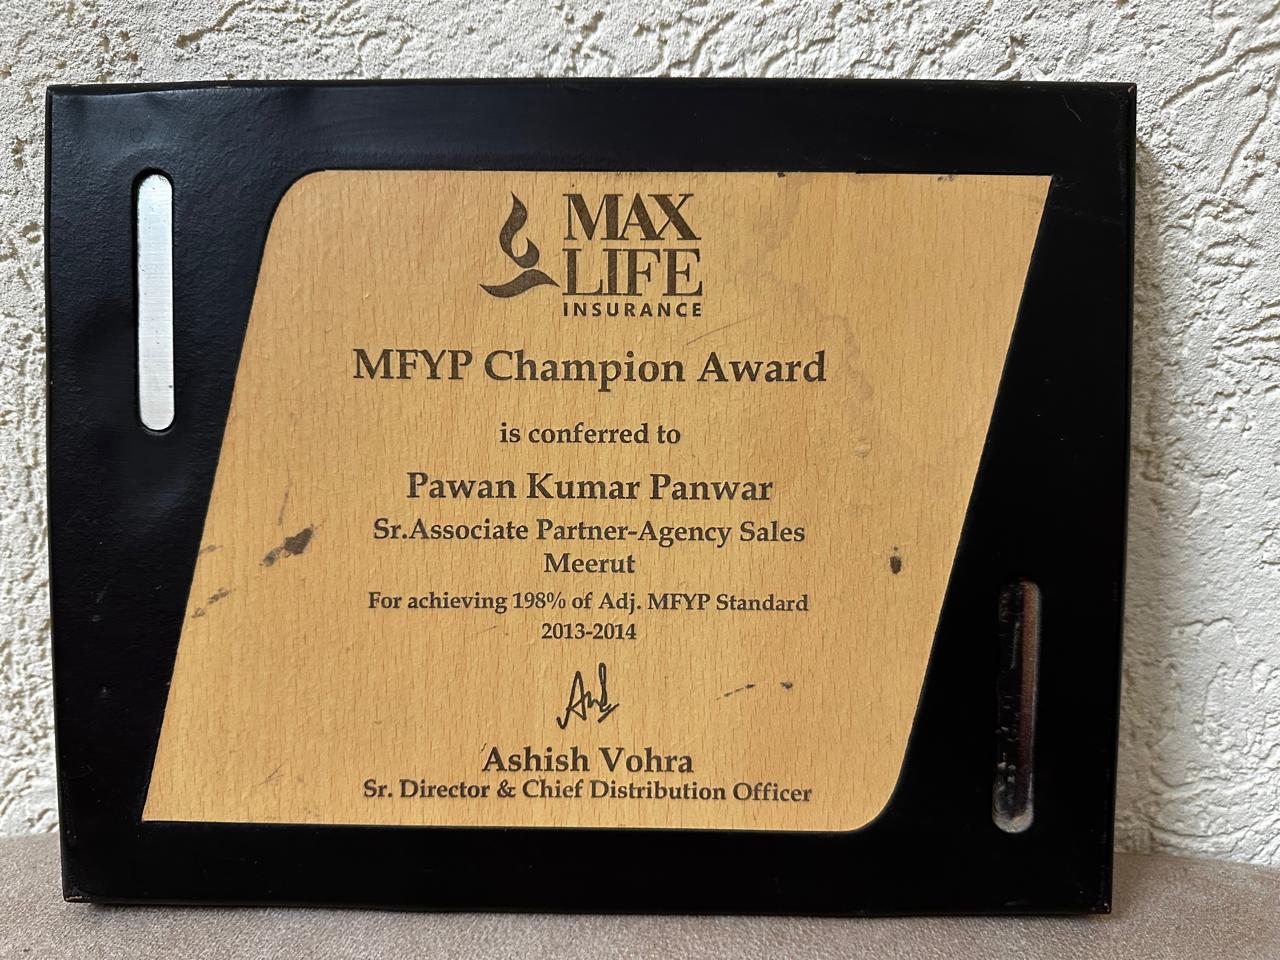 MAX
LIFE
INSURANCE
MFYP Champion Award
is conferred to
Pawan Kumar Panwar
Sr.Associate Partner-Agency Sales
Meerut
For achieving 198% of Adj. MFYP Standard
2013-2014
Ashish Vohra
Sr. Director & Chief Distribution Officer